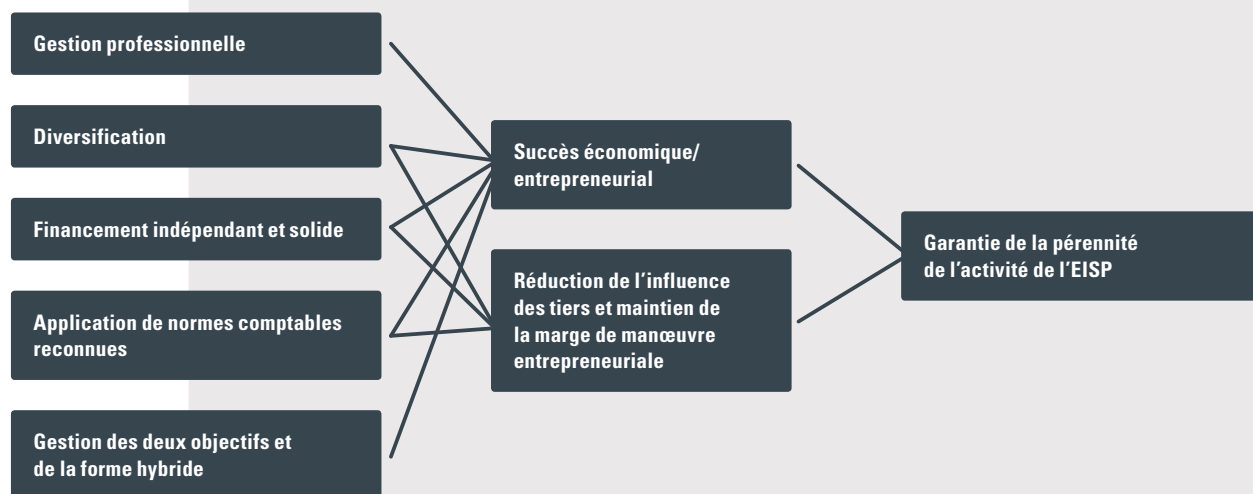 Gestion professionnelle
Diversification
Financement indépendant et solide
Application de normes comptables
reconnues
Gestion des deux objectifs et
de la forme hybride
Succès économique/
entrepreneurial
Réduction de l'influence
des tiers et maintien de
la marge de manœuvre
entrepreneuriale
Garantie de la pérennité
de l'activité de l'EISP